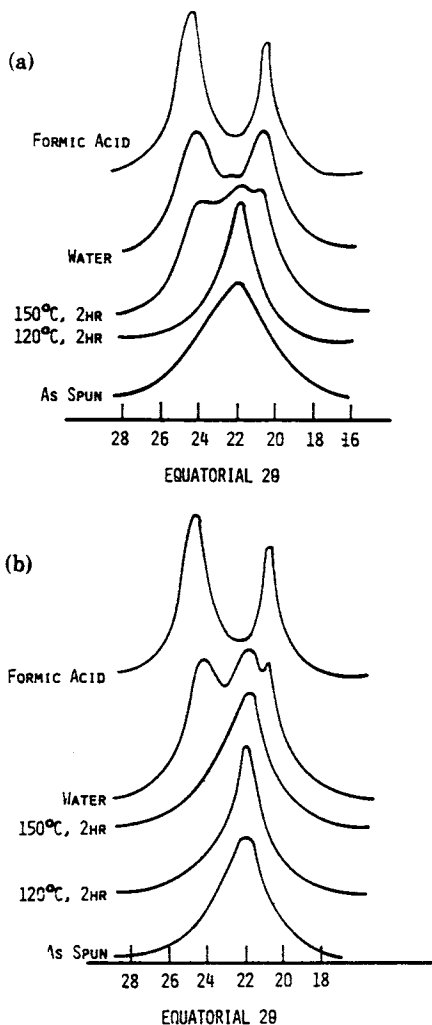 (a)
FORMIC ACID
WATER
150°C, 2HR
120°C, 2HR
AS SPUN
28 26 24 22 20 18 16
EQUATORIAL 2θ
(b)
FORMIC ACID
WATER
150°C, 2HR
120°C, 2HR
AS SPUN
28 26 24 22 20 18
EQUATORIAL 2θ